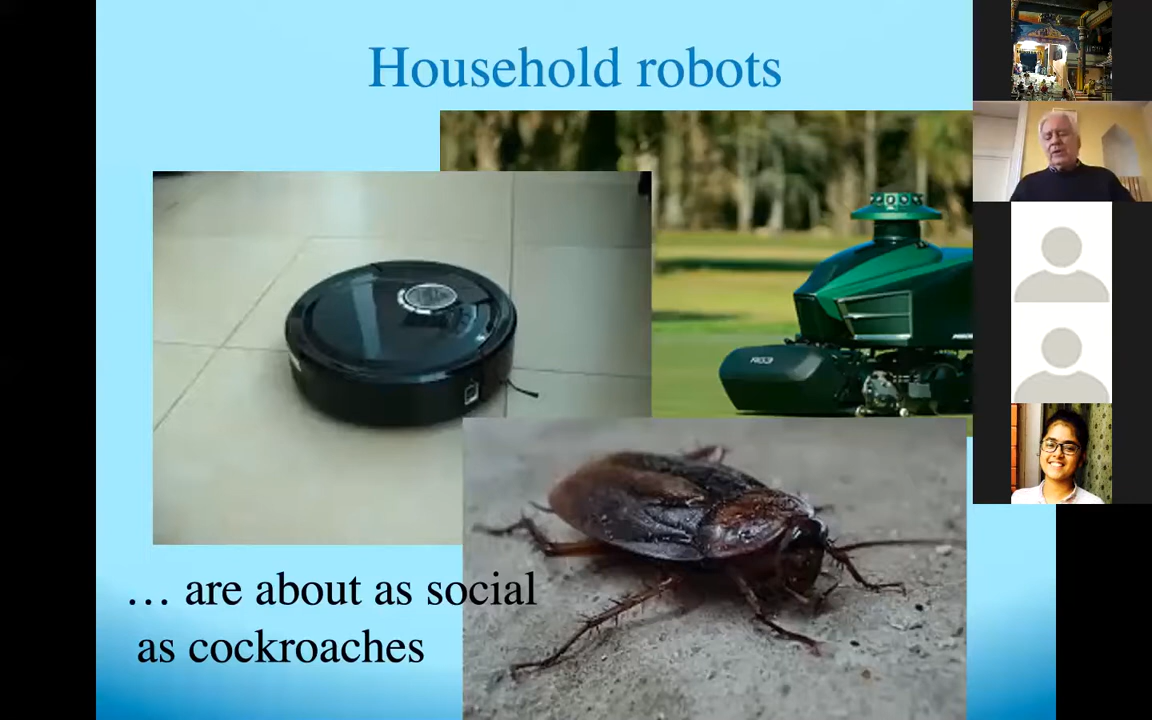 Household robots
… are about as social
as cockroaches